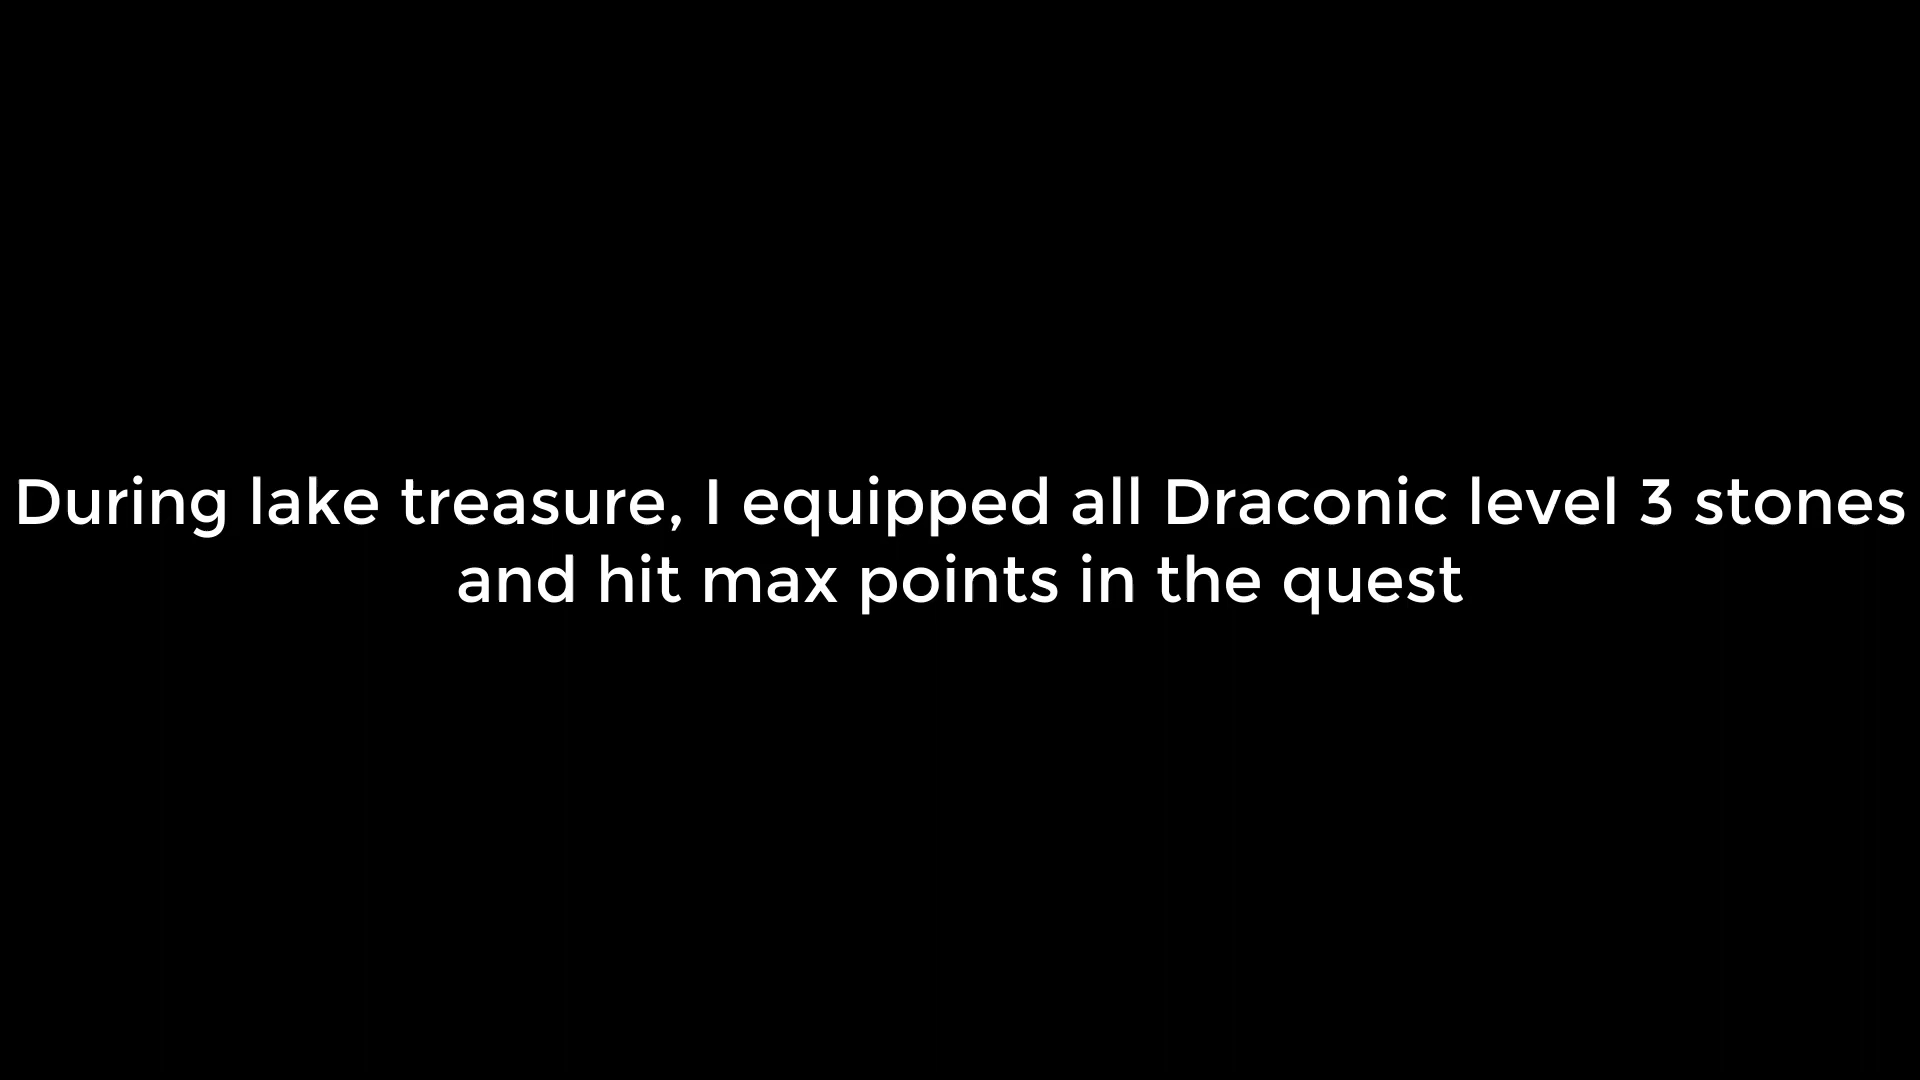 During lake treasure, I equipped all Draconic level 3 stones
and hit max points in the quest